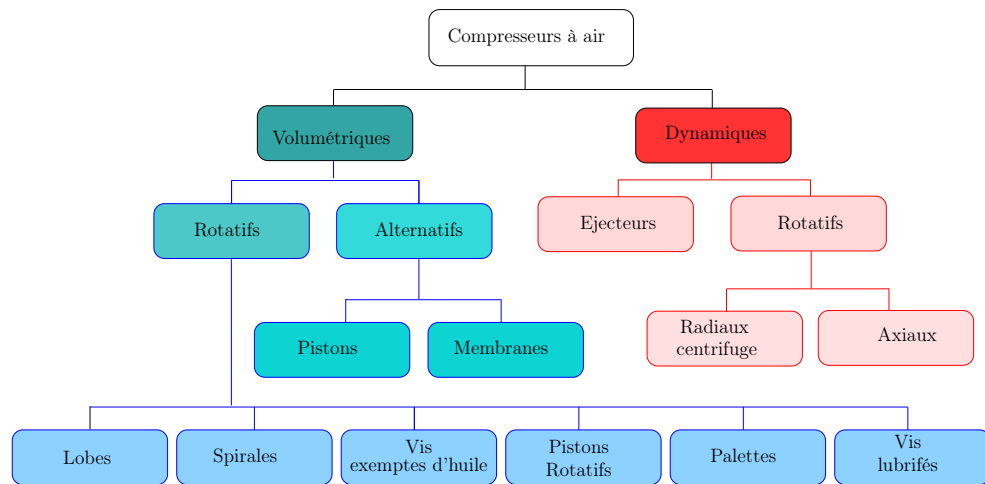 Compresseurs à air
Volumétriques
Dynamiques
Rotatifs
Alternatifs
Ejecteurs
Rotatifs
Pistons
Membranes
Radiaux
centrifuge
Axiaux
Lobes
Spirales
Vis
exemptes d'huile
Pistons
Rotatifs
Palettes
Vis
lubrifés